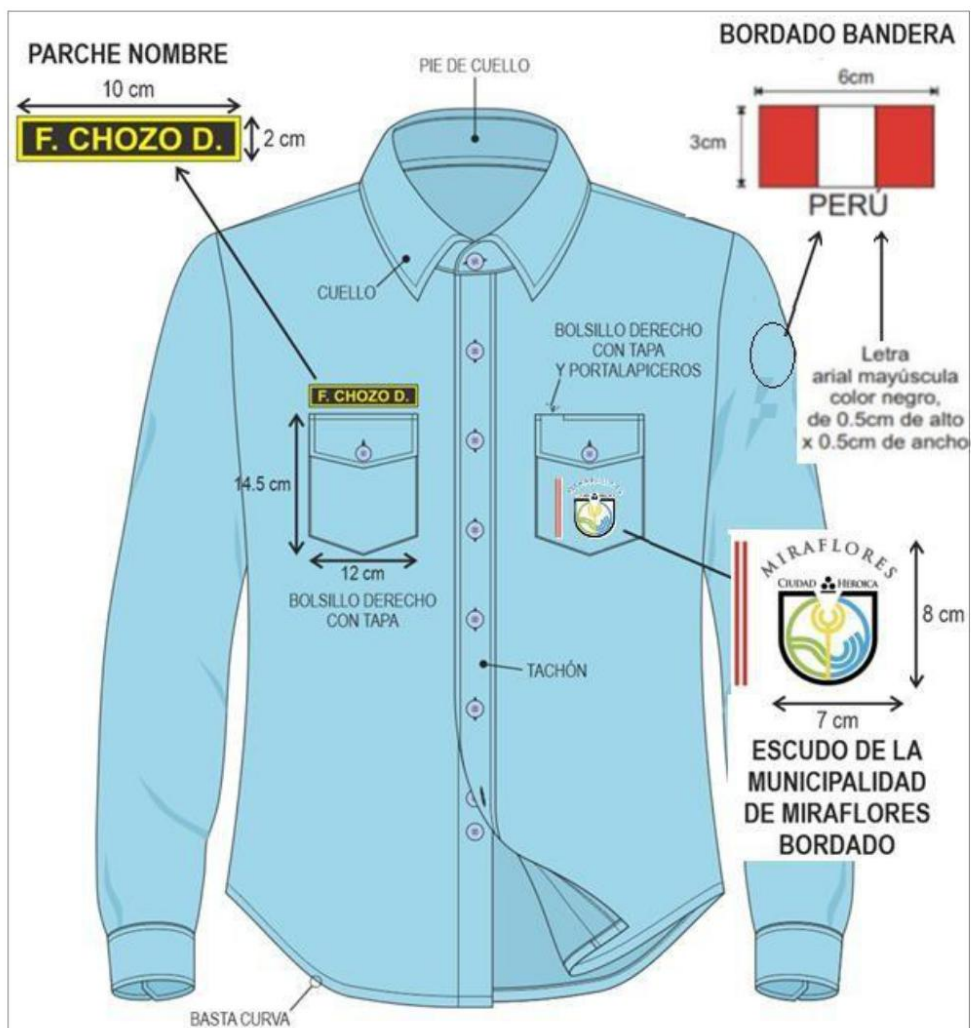 PARCHE NOMBRE
10 cm
F. CHOZO D.
2 cm
PIE DE CUELLO
BORDADO BANDERA
6cm
3cm
PERÚ
Letra
arial mayúscula
color negro,
de 0.5cm de alto
x 0.5cm de ancho
CUELLO
BOLSILLO DERECHO
CON TAPA
Y PORTALAPICEROS
F. CHOZO D.
14.5 cm
12 cm
BOLSILLO DERECHO
CON TAPA
MIRAFLORES
TACHÓN
MIRAFLORES
CIUDAD HEROICA
8 cm
7 cm
ESCUDO DE LA
MUNICIPALIDAD
DE MIRAFLORES
BORDADO
BASTA CURVA